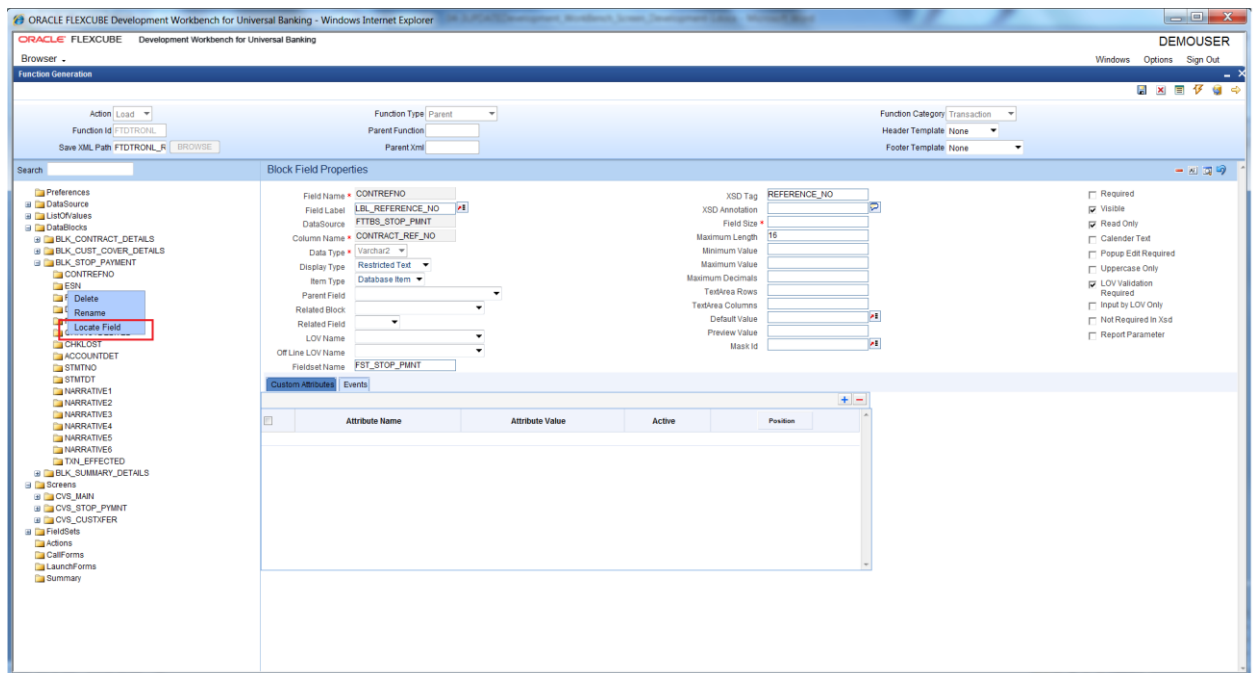 ORACLE FLEXCUBE Development Workbench for Universal Banking - Windows Internet Explorer
ORACLE FLEXCUBE Development Workbench for Universal Banking DEMOUSER
Browser Windows Options Sign Out
Function Generation
Action Load Function Type Parent Function Category Transaction
Function Id FTDTRONL Parent Function Header Template None
Save XML Path FTDTRONL_R BROWSE Parent Xml Footer Template None
Search
Preferences
DataSource
ListOfValues
DataBlocks
BLK_CONTRACT_DETAILS
BLK_CUST_COVER_DETAILS
BLK_STOP_PAYMENT
CONTREFNO
ESN
Delete
Rename
Locate Field
CHKLOST
ACCOUNTDET
STMTNO
STMTDT
NARRATIVE1
NARRATIVE2
NARRATIVE3
NARRATIVE4
NARRATIVE5
NARRATIVE6
TXN_EFFECTED
BLK_SUMMARY_DETAILS
Screens
CVS_MAIN
CVS_STOP_PYMNT
CVS_CUSTXFER
FieldSets
Actions
CallForms
LaunchForms
Summary
Block Field Properties
Field Name * CONTREFNO
Field Label LBL_REFERENCE_NO
DataSource FTTBS_STOP_PMNT
Column Name * CONTRACT_REF_NO
Data Type * Varchar2
Display Type Restricted Text
Item Type Database Item
Parent Field
Related Block
Related Field
LOV Name
Off Line LOV Name
Fieldset Name FST_STOP_PMNT
XSD Tag REFERENCE_NO
XSD Annotation
Field Size *
Maximum Length 16
Minimum Value
Maximum Value
Maximum Decimals
TextArea Rows
TextArea Columns
Default Value
Preview Value
Mask Id
Required
Visible
Read Only
Calender Text
Popup Edit Required
Uppercase Only
LOV Validation
Required
Input by LOV Only
Not Required In Xsd
Report Parameter
Custom Attributes Events
Attribute Name Attribute Value Active Position